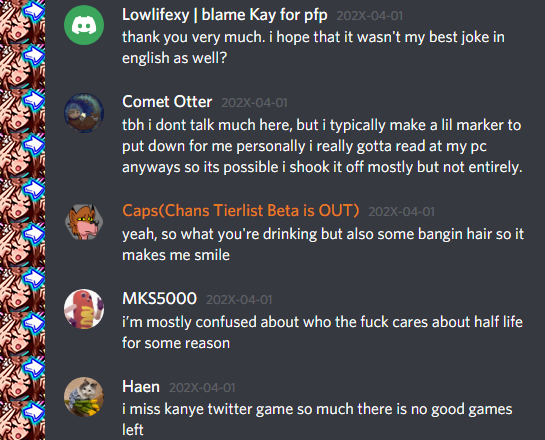 Lowlifexy | blame Kay for pfp 202X-04-01
thank you very much. i hope that it wasn't my best joke in
english as well?
Comet Otter 202X-04-01
tbh i dont talk much here, but i typically make a lil marker to
put down for me personally i really gotta read at my pc
anyways so its possible i shook it off mostly but not entirely.
Caps(Chans Tierlist Beta is OUT) 202X-04-01
yeah, so what you're drinking but also some bangin hair so it
makes me smile
MKS5000 202X-04-01
i'm mostly confused about who the fuck cares about half life
for some reason
Haen 202X-04-01
i miss kanye twitter game so much there is no good games
left